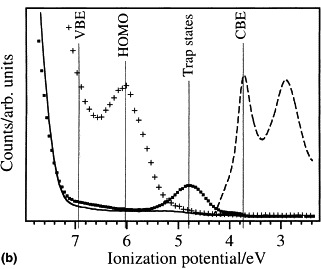 VBE
HOMO
Trap states
CBE
Counts/arb. units
7 6 5 4 3
(b) Ionization potential/eV